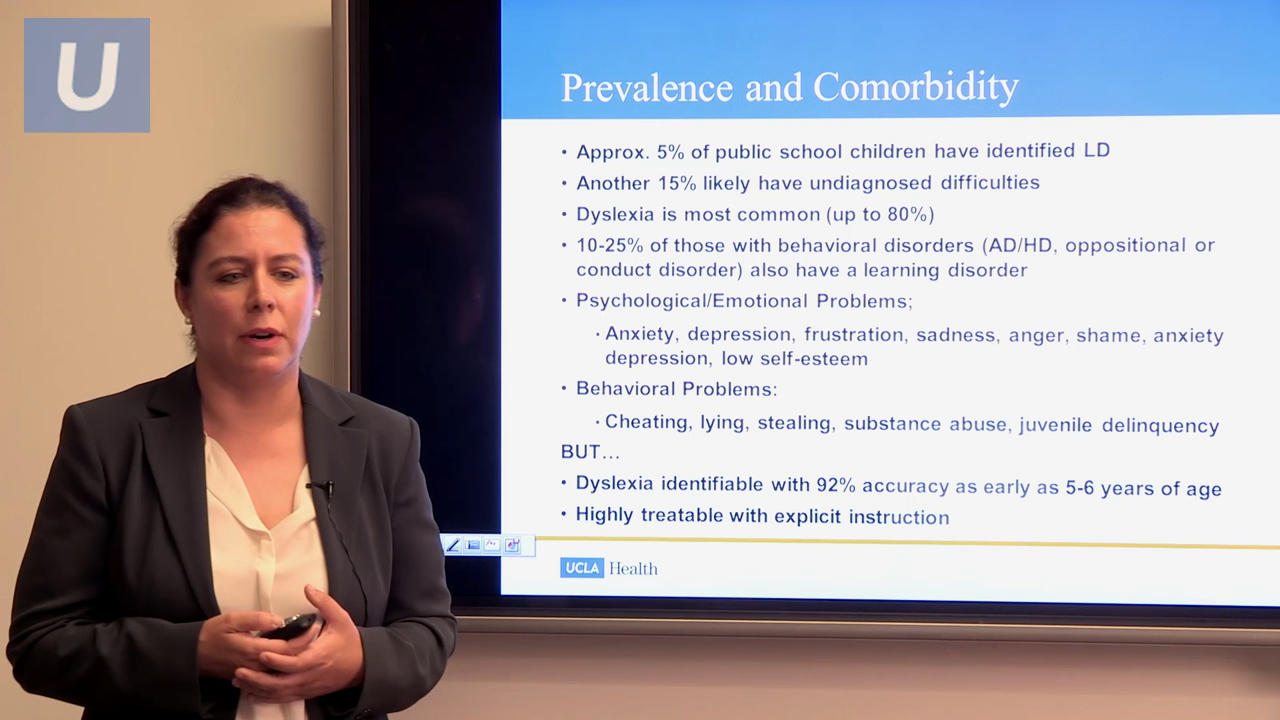 U
Prevalence and Comorbidity
• Approx. 5% of public school children have identified LD
• Another 15% likely have undiagnosed difficulties
• Dyslexia is most common (up to 80%)
• 10-25% of those with behavioral disorders (AD/HD, oppositional or
conduct disorder) also have a learning disorder
• Psychological/Emotional Problems;
• Anxiety, depression, frustration, sadness, anger, shame, anxiety
depression, low self-esteem
• Behavioral Problems:
• Cheating, lying, stealing, substance abuse, juvenile delinquency
BUT...
• Dyslexia identifiable with 92% accuracy as early as 5-6 years of age
• Highly treatable with explicit instruction
UCLA Health